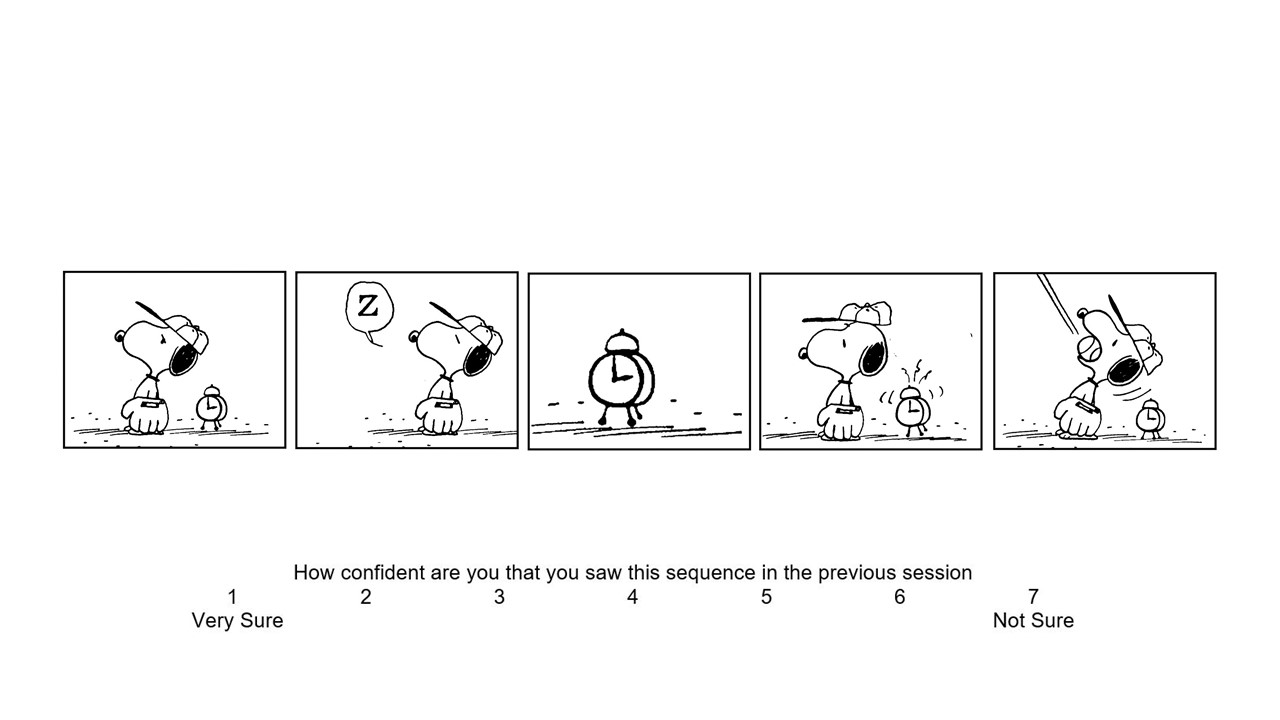 Z
How confident are you that you saw this sequence in the previous session
1 2 3 4 5 6 7
Very Sure Not Sure